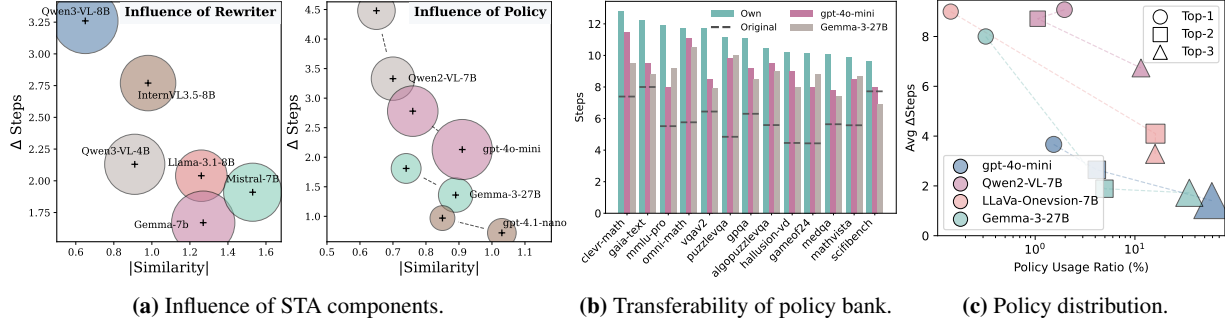 Influence of Rewriter
3.25
3.00
2.75
2.50
2.25
2.00
1.75
Δ Steps
Qwen3-VL-8B
InternVL3.5-8B
Qwen3-VL-4B
Llama-3.1-8B
Mistral-7B
Gemma-7b
0.6 0.8 1.0 1.2 1.4 1.6
|Similarity|
Influence of Policy
4.5
4.0
3.5
3.0
2.5
2.0
1.5
1.0
Δ Steps
Qwen2-VL-7B
gpt-4o-mini
Gemma-3-27B
gpt-4.1-nano
0.6 0.7 0.8 0.9 1.0 1.1
|Similarity|
(a) Influence of STA components.
Own gpt-4o-mini
Original Gemma-3-27B
12
10
8
6
4
2
0
Steps
clevr-math
gaia-text
mmlu-pro
omni-math
vqav2
puzzlevqa
gpqa
algopuzzlevqa
hallusion-vd
gameof24
medqa
mathvista
scifibench
(b) Transferability of policy bank.
Top-1
Top-2
Top-3
8
4
0
Avg ΔSteps
gpt-4o-mini
Qwen2-VL-7B
LLaVa-Onevsion-7B
Gemma-3-27B
10⁰ 10¹
Policy Usage Ratio (%)
(c) Policy distribution.